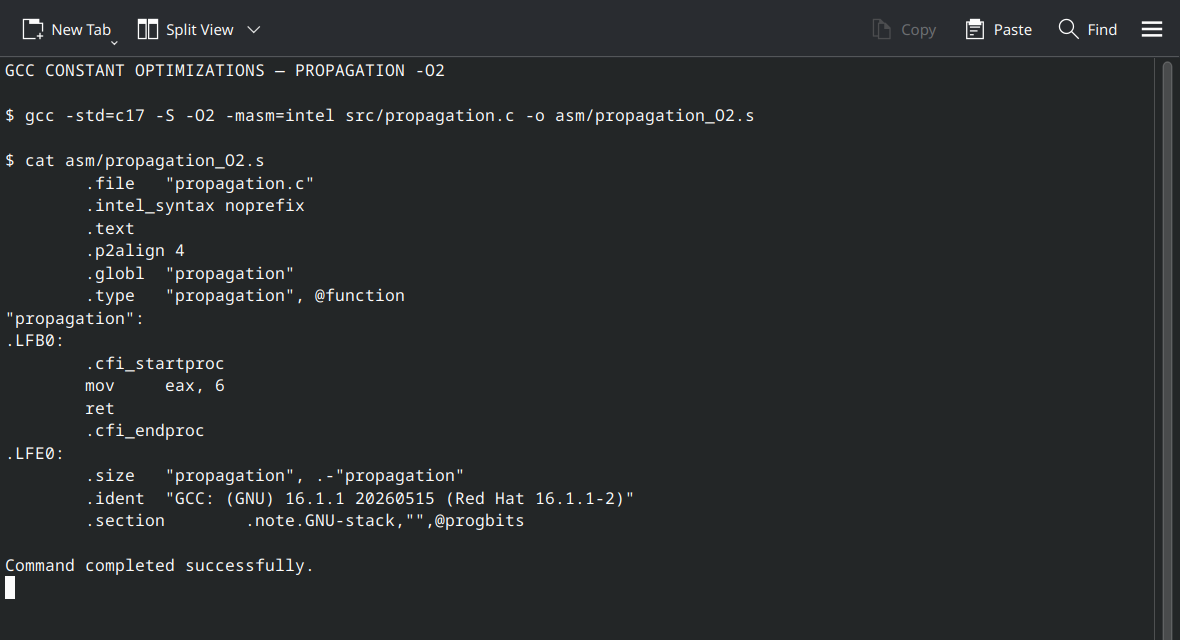 New Tab Split View Copy Paste Find
GCC CONSTANT OPTIMIZATIONS — PROPAGATION -O2
$ gcc -std=c17 -S -O2 -masm=intel src/propagation.c -o asm/propagation_O2.s
$ cat asm/propagation_O2.s
        .file   "propagation.c"
        .intel_syntax noprefix
        .text
        .p2align 4
        .globl  "propagation"
        .type   "propagation", @function
"propagation":
.LFB0:
        .cfi_startproc
        mov     eax, 6
        ret
        .cfi_endproc
.LFE0:
        .size   "propagation", .-"propagation"
        .ident  "GCC: (GNU) 16.1.1 20260515 (Red Hat 16.1.1-2)"
        .section        .note.GNU-stack,"",@progbits
Command completed successfully.